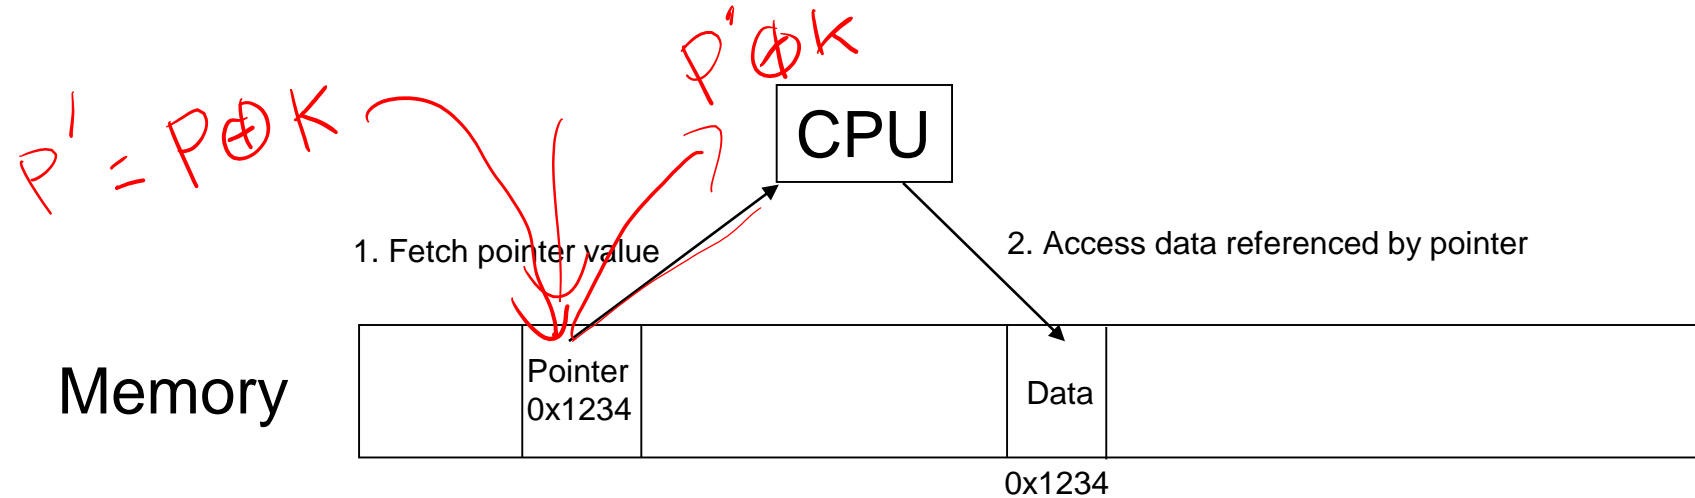 P' ⊕ K
P' = P ⊕ K
CPU
1. Fetch pointer value
2. Access data referenced by pointer
Memory
Pointer
0x1234
Data
0x1234